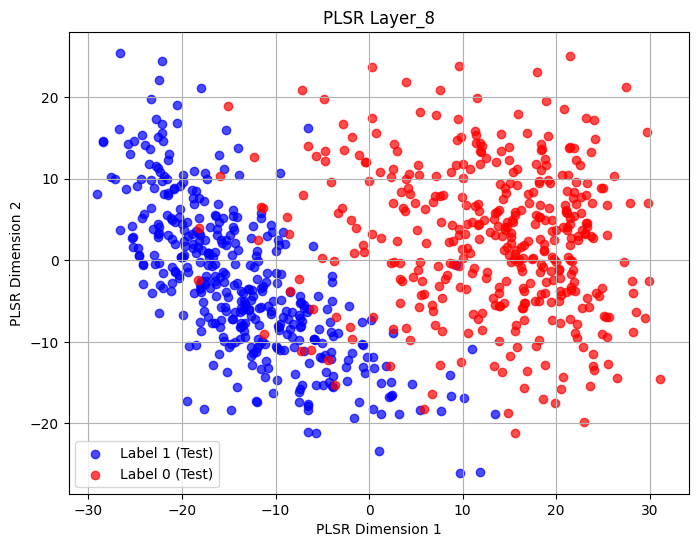 PLSR Layer_8
PLSR Dimension 2
20
10
0
−10
−20
Label 1 (Test)
Label 0 (Test)
−30 −20 −10 0 10 20 30
PLSR Dimension 1